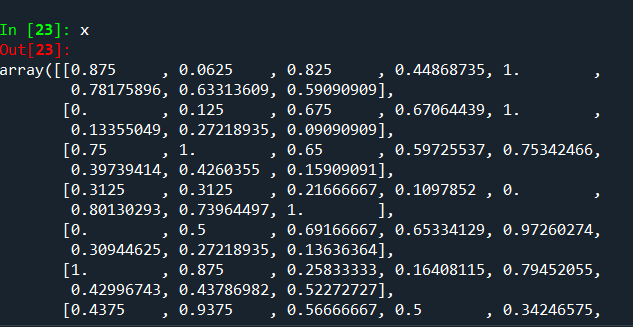 In [23]: x
Out[23]:
array([[0.875     , 0.0625    , 0.825     , 0.44868735, 1.        ,
        0.78175896, 0.63313609, 0.59090909],
       [0.        , 0.125     , 0.675     , 0.67064439, 1.        ,
        0.13355049, 0.27218935, 0.09090909],
       [0.75      , 1.        , 0.65      , 0.59725537, 0.75342466,
        0.39739414, 0.4260355 , 0.15909091],
       [0.3125    , 0.3125    , 0.21666667, 0.1097852 , 0.        ,
        0.80130293, 0.73964497, 1.        ],
       [0.        , 0.5       , 0.69166667, 0.65334129, 0.97260274,
        0.30944625, 0.27218935, 0.13636364],
       [1.        , 0.875     , 0.25833333, 0.16408115, 0.79452055,
        0.42996743, 0.43786982, 0.52272727],
       [0.4375    , 0.9375    , 0.56666667, 0.5       , 0.34246575,